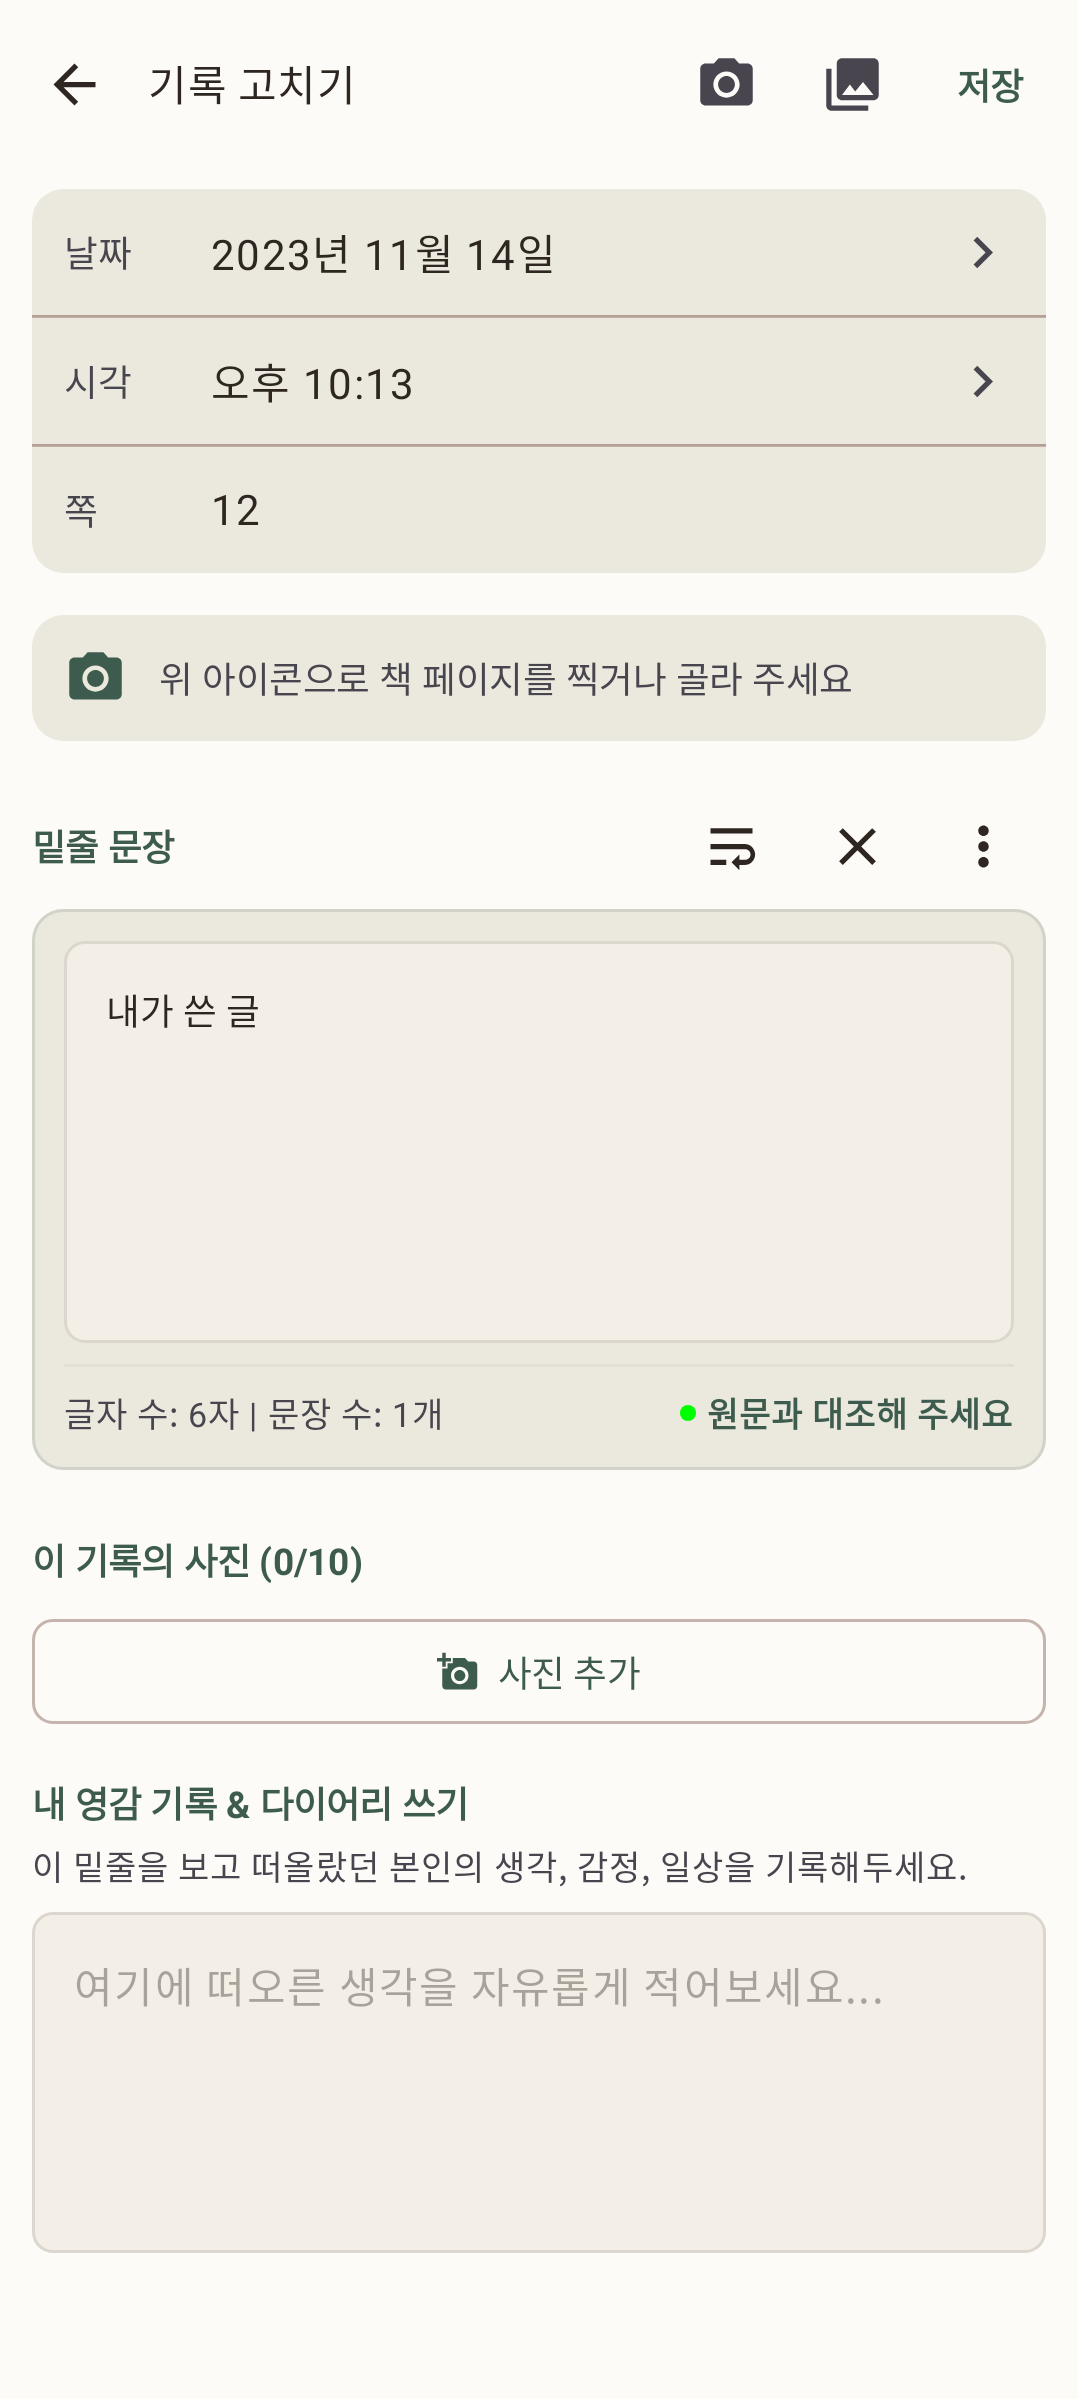 기록 고치기
저장
날짜 2023년 11월 14일
시각 오후 10:13
쪽 12
위 아이콘으로 책 페이지를 찍거나 골라 주세요
밑줄 문장
내가 쓴 글
글자 수: 6자 | 문장 수: 1개
원문과 대조해 주세요
이 기록의 사진 (0/10)
사진 추가
내 영감 기록 & 다이어리 쓰기
이 밑줄을 보고 떠올랐던 본인의 생각, 감정, 일상을 기록해두세요.
여기에 떠오른 생각을 자유롭게 적어보세요...